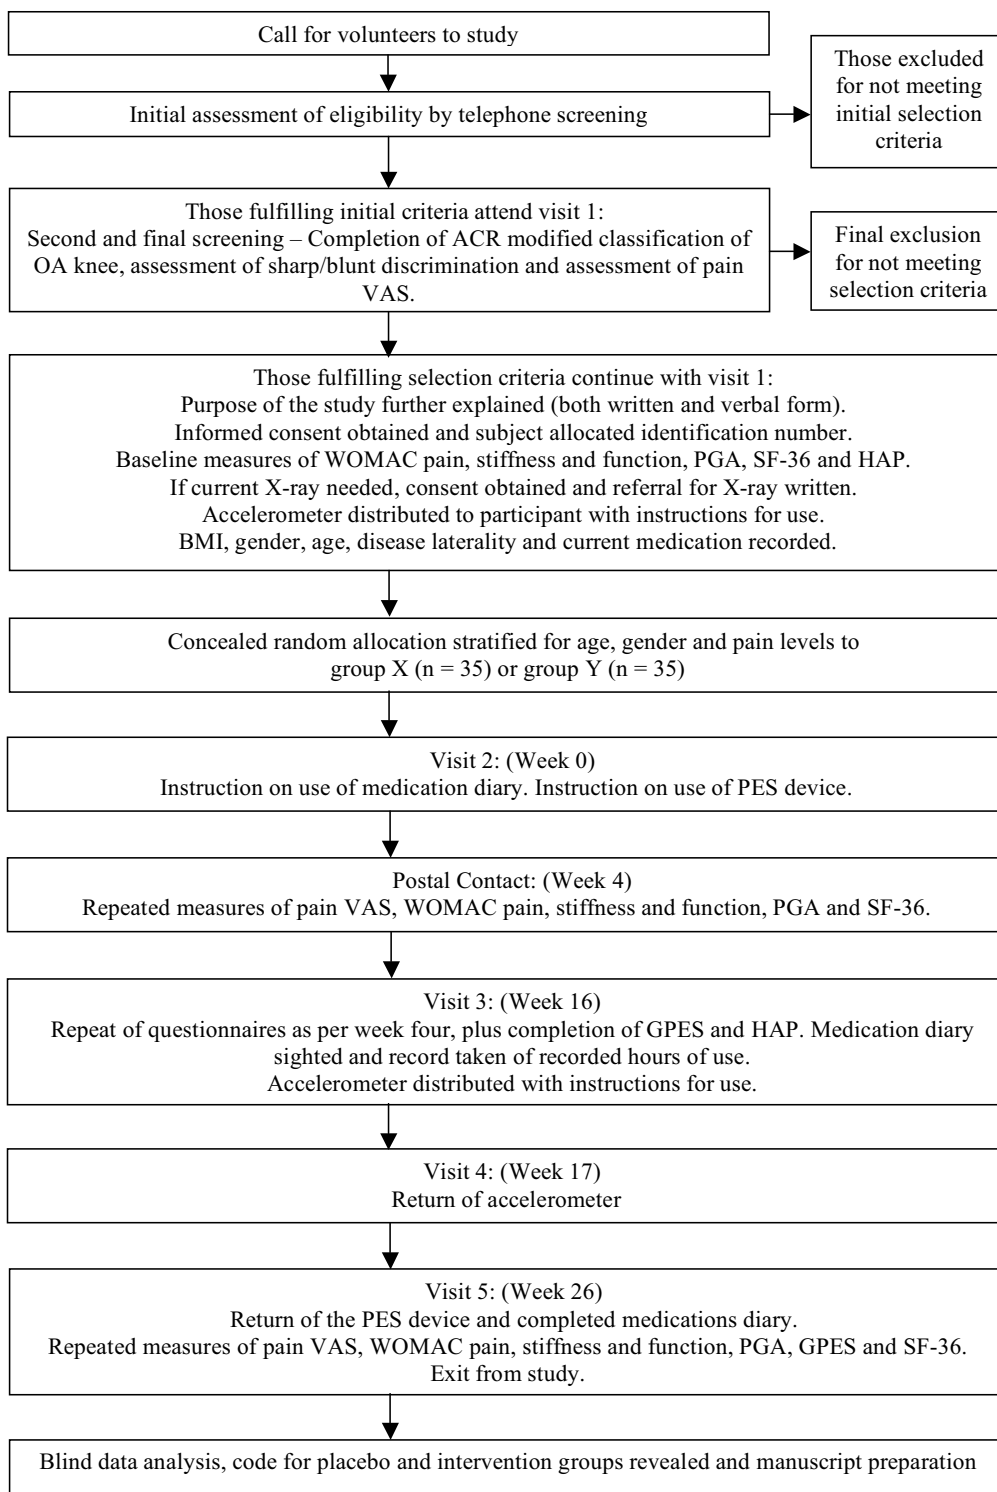 Call for volunteers to study
Initial assessment of eligibility by telephone screening
Those excluded
for not meeting
initial selection
criteria
Those fulfilling initial criteria attend visit 1:
Second and final screening – Completion of ACR modified classification of
OA knee, assessment of sharp/blunt discrimination and assessment of pain
VAS.
Final exclusion
for not meeting
selection criteria
Those fulfilling selection criteria continue with visit 1:
Purpose of the study further explained (both written and verbal form).
Informed consent obtained and subject allocated identification number.
Baseline measures of WOMAC pain, stiffness and function, PGA, SF-36 and HAP.
If current X-ray needed, consent obtained and referral for X-ray written.
Accelerometer distributed to participant with instructions for use.
BMI, gender, age, disease laterality and current medication recorded.
Concealed random allocation stratified for age, gender and pain levels to
group X (n = 35) or group Y (n = 35)
Visit 2: (Week 0)
Instruction on use of medication diary. Instruction on use of PES device.
Postal Contact: (Week 4)
Repeated measures of pain VAS, WOMAC pain, stiffness and function, PGA and SF-36.
Visit 3: (Week 16)
Repeat of questionnaires as per week four, plus completion of GPES and HAP. Medication diary
sighted and record taken of recorded hours of use.
Accelerometer distributed with instructions for use.
Visit 4: (Week 17)
Return of accelerometer
Visit 5: (Week 26)
Return of the PES device and completed medications diary.
Repeated measures of pain VAS, WOMAC pain, stiffness and function, PGA, GPES and SF-36.
Exit from study.
Blind data analysis, code for placebo and intervention groups revealed and manuscript preparation